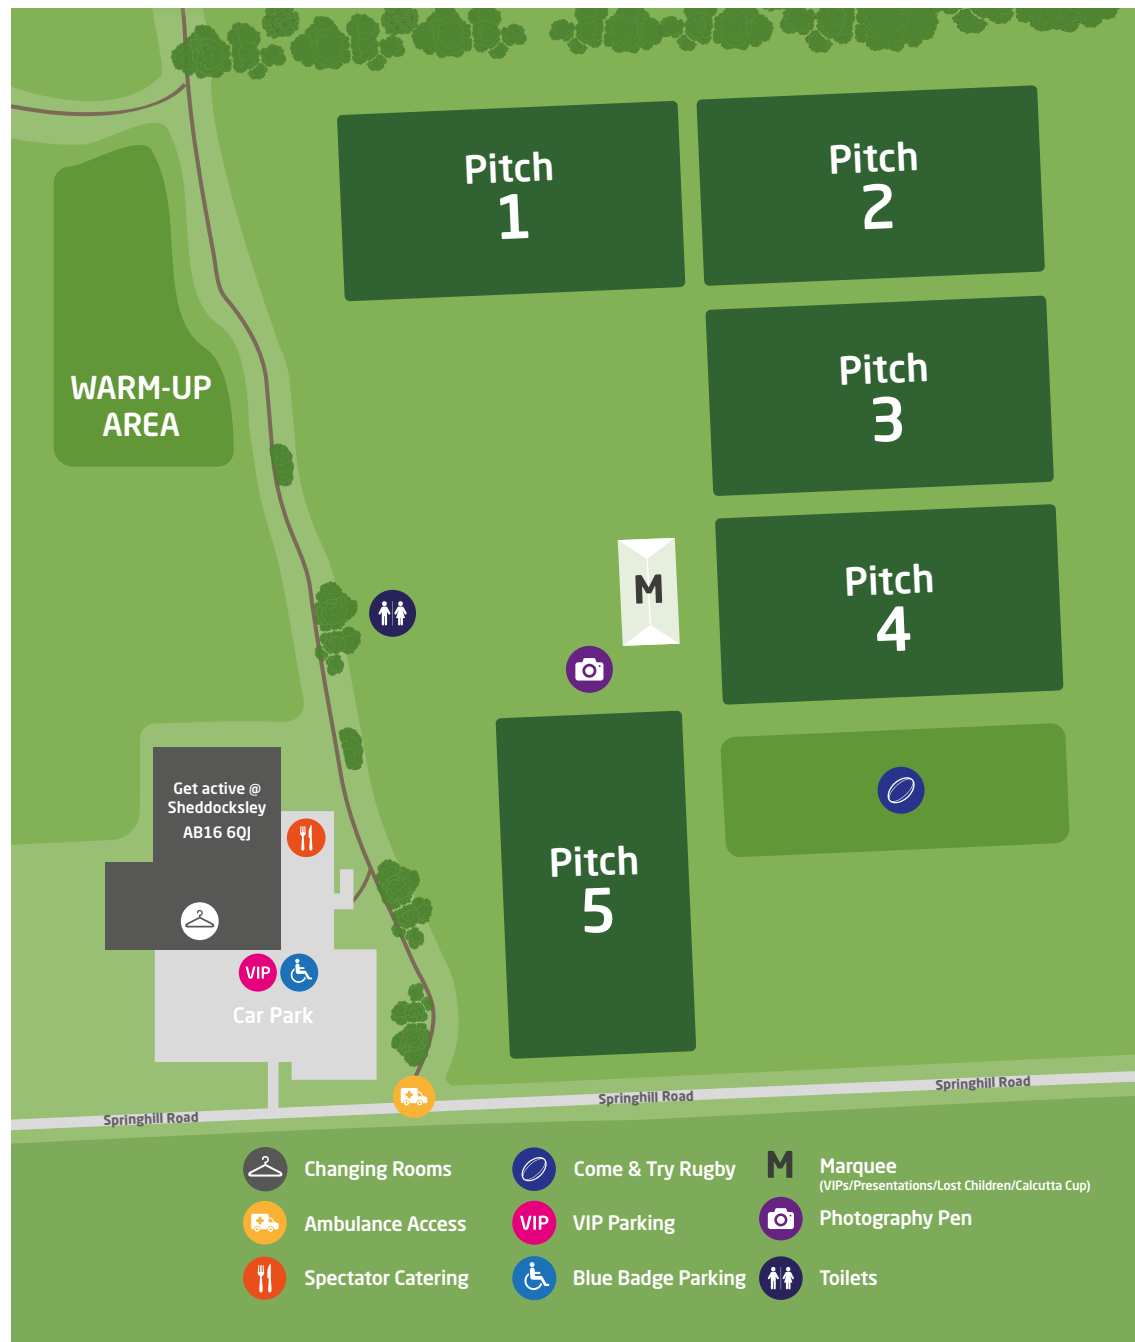 Pitch
1
Pitch
2
Pitch
3
WARM-UP
AREA
Pitch
4
M
Get active @
Sheddocksley
AB16 6QJ
Pitch
5
VIP
Car Park
Springhill Road
Springhill Road
Springhill Road
Changing Rooms
Come & Try Rugby
M
Marquee
(VIPs/Presentations/Lost Children/Calcutta Cup)
Ambulance Access
VIP
VIP Parking
Photography Pen
Spectator Catering
Blue Badge Parking
Toilets